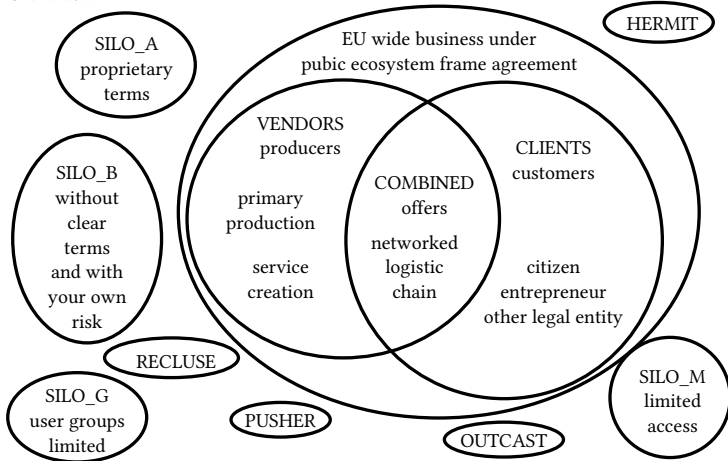 HERMIT
SILO_A
proprietary
terms
EU wide business under
pubic ecosystem frame agreement
VENDORS
producers
primary
production
service
creation
COMBINED
offers
networked
logistic
chain
CLIENTS
customers
citizen
entrepreneur
other legal entity
SILO_B
without
clear
terms
and with
your own
risk
RECLUSE
SILO_G
user groups
limited
PUSHER
OUTCAST
SILO_M
limited
access